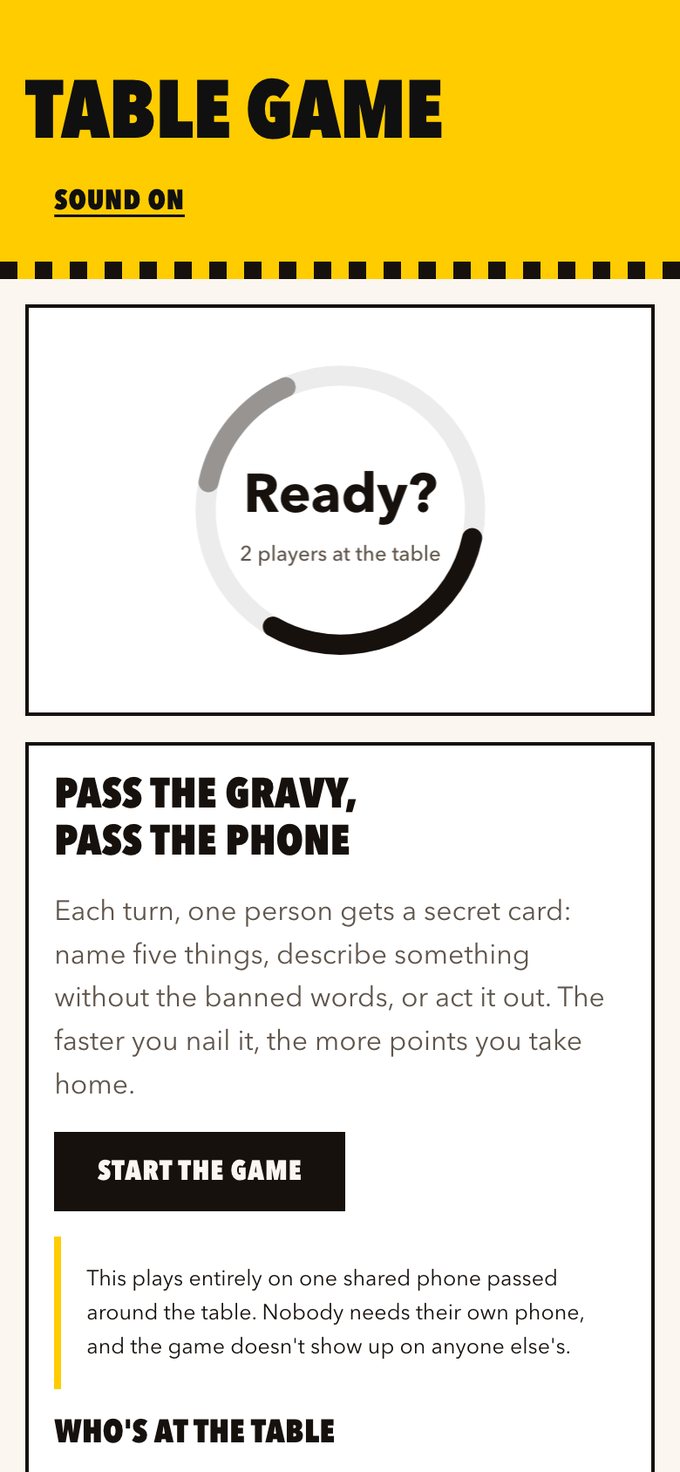 TABLE GAME
SOUND ON
Ready?
2 players at the table
PASS THE GRAVY,
PASS THE PHONE
Each turn, one person gets a secret card:
name five things, describe something
without the banned words, or act it out. The
faster you nail it, the more points you take
home.
START THE GAME
This plays entirely on one shared phone passed
around the table. Nobody needs their own phone,
and the game doesn't show up on anyone else's.
WHO'S AT THE TABLE